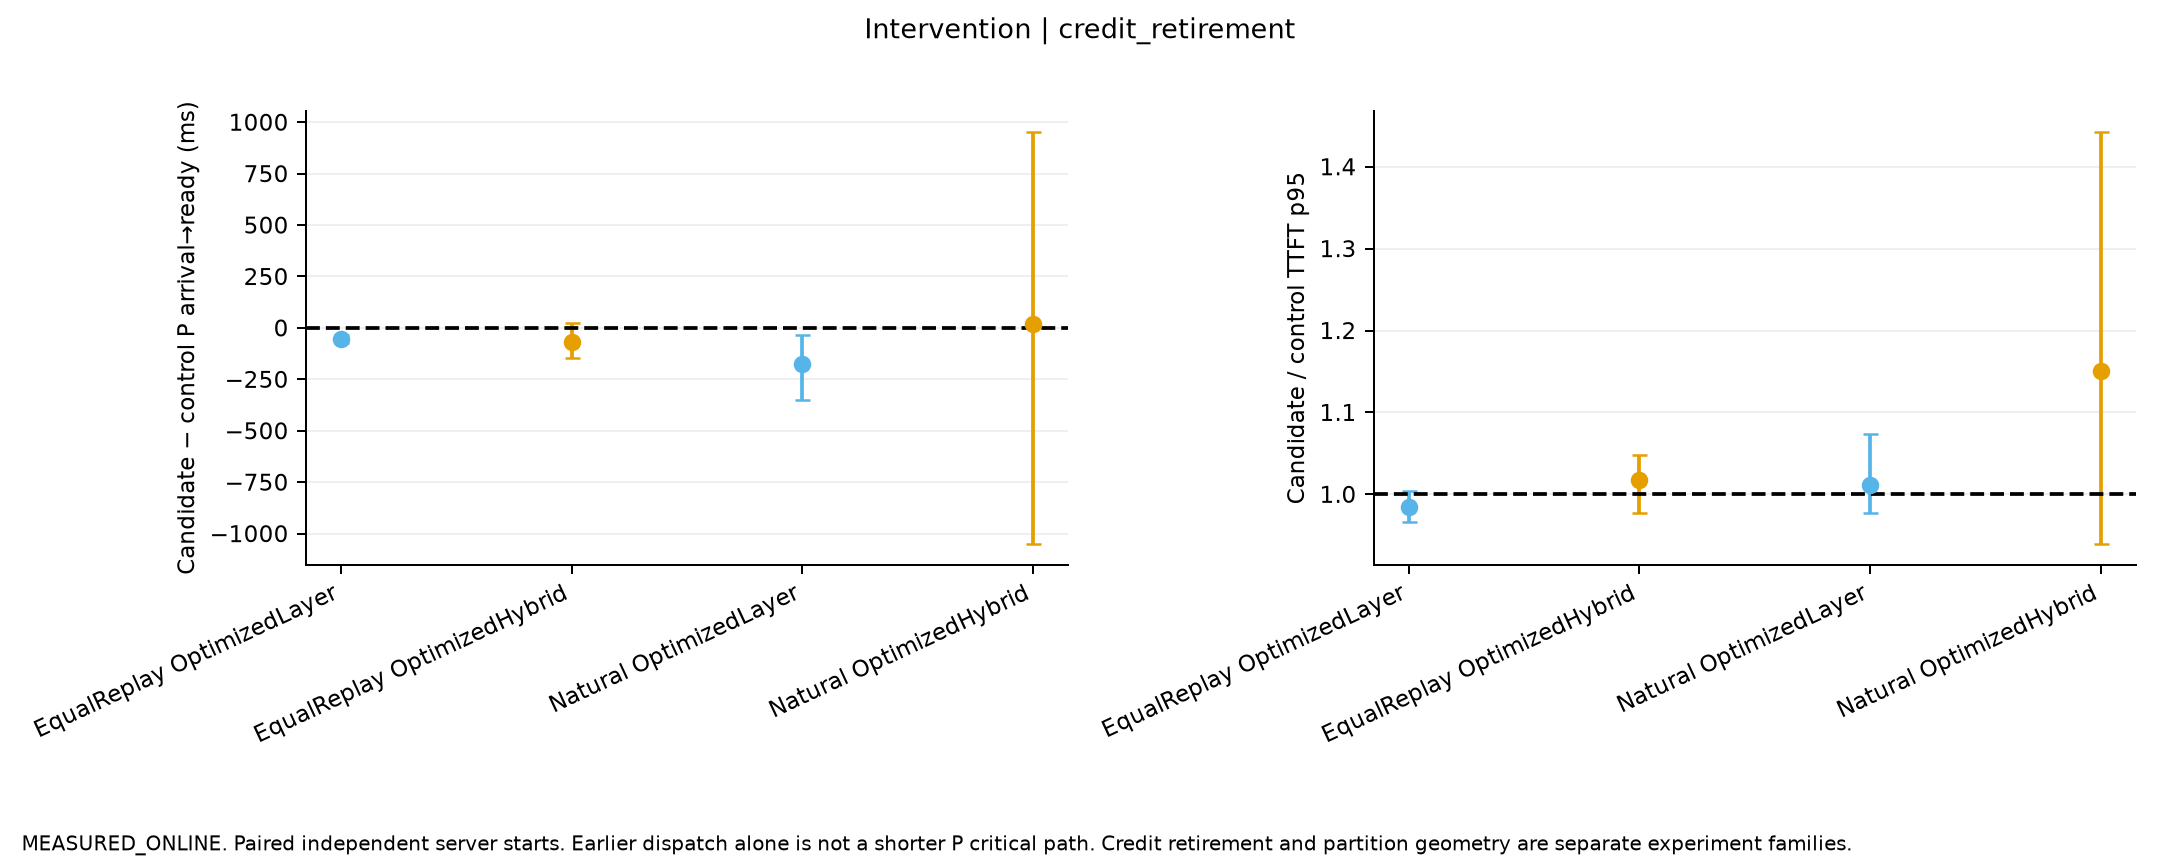 Intervention | credit_retirement
Candidate − control P arrival→ready (ms)
1000
750
500
250
0
−250
−500
−750
−1000
EqualReplay OptimizedLayer
EqualReplay OptimizedHybrid
Natural OptimizedLayer
Natural OptimizedHybrid
Candidate / control TTFT p95
1.4
1.3
1.2
1.1
1.0
EqualReplay OptimizedLayer
EqualReplay OptimizedHybrid
Natural OptimizedLayer
Natural OptimizedHybrid
MEASURED_ONLINE. Paired independent server starts. Earlier dispatch alone is not a shorter P critical path. Credit retirement and partition geometry are separate experiment families.